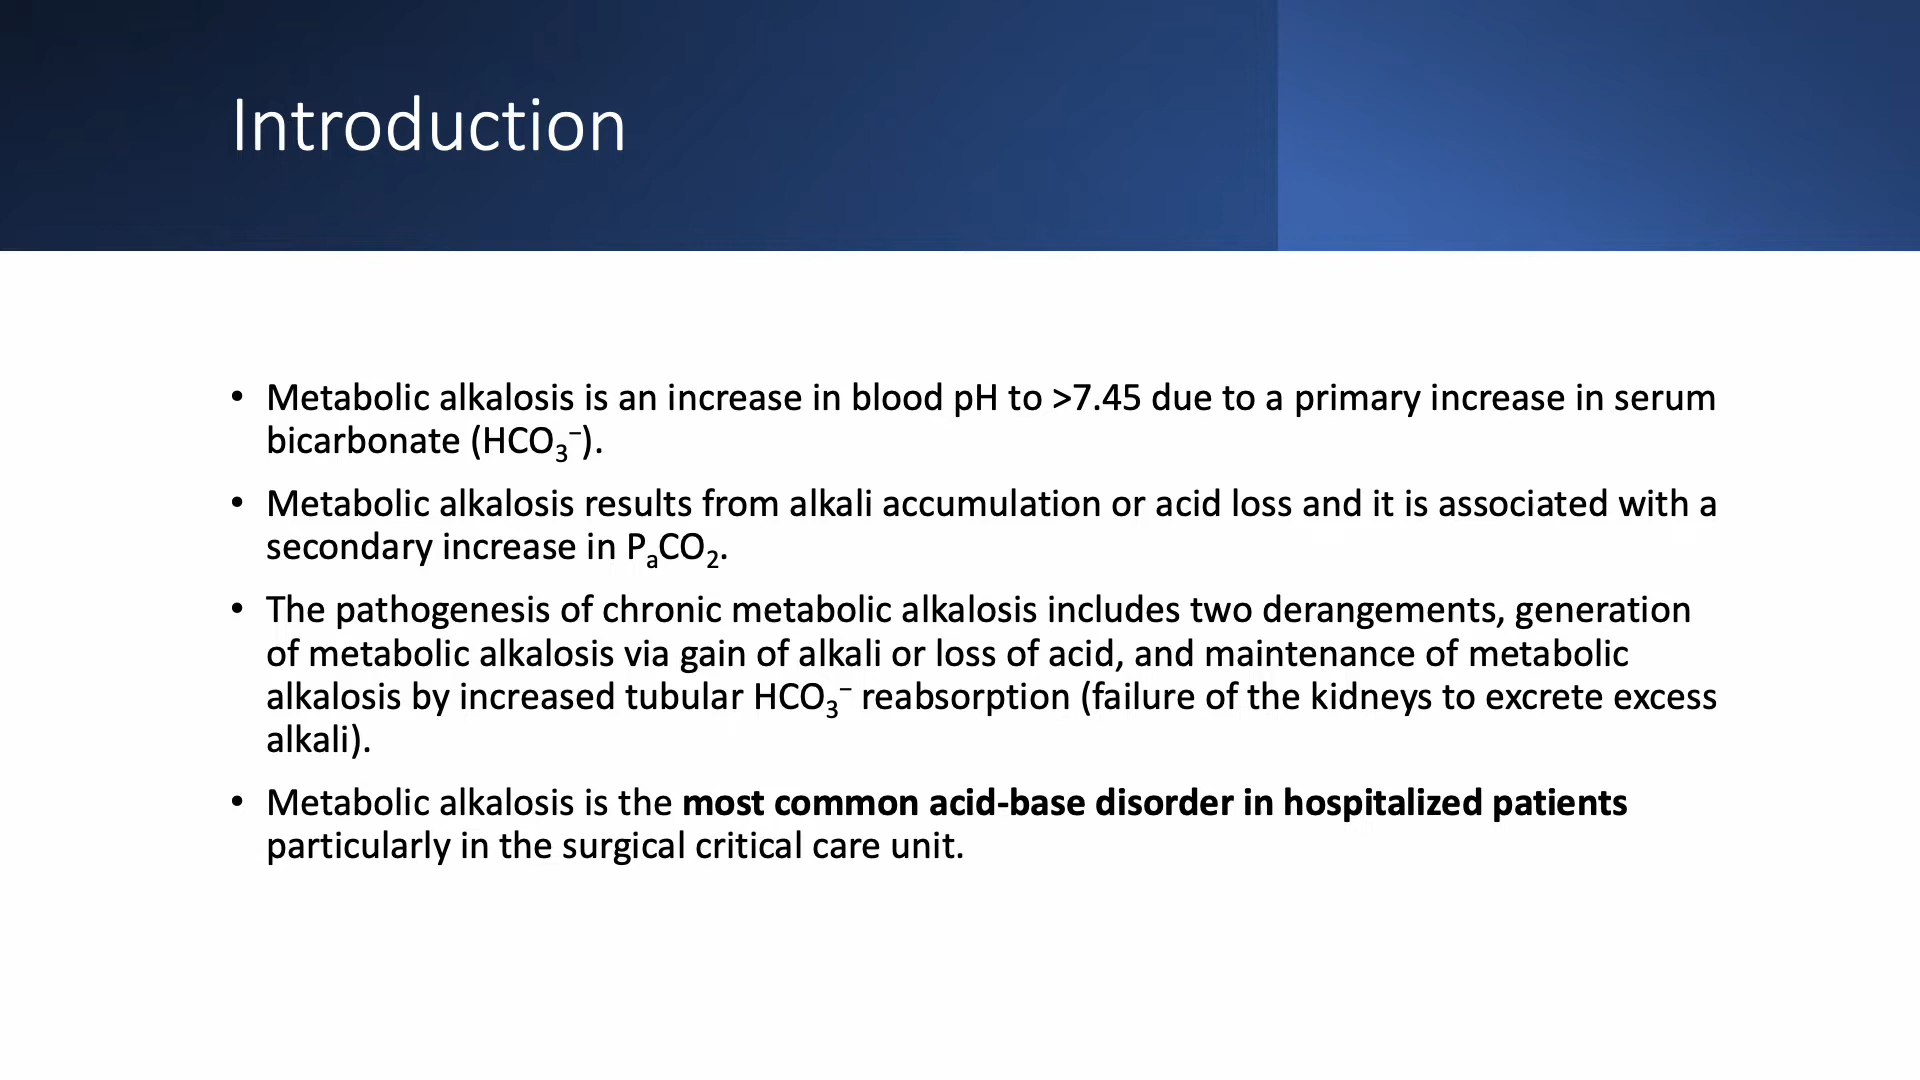 Introduction
• Metabolic alkalosis is an increase in blood pH to >7.45 due to a primary increase in serum
bicarbonate (HCO₃⁻).
• Metabolic alkalosis results from alkali accumulation or acid loss and it is associated with a
secondary increase in PₐCO₂.
• The pathogenesis of chronic metabolic alkalosis includes two derangements, generation
of metabolic alkalosis via gain of alkali or loss of acid, and maintenance of metabolic
alkalosis by increased tubular HCO₃⁻ reabsorption (failure of the kidneys to excrete excess
alkali).
• Metabolic alkalosis is the most common acid-base disorder in hospitalized patients
particularly in the surgical critical care unit.